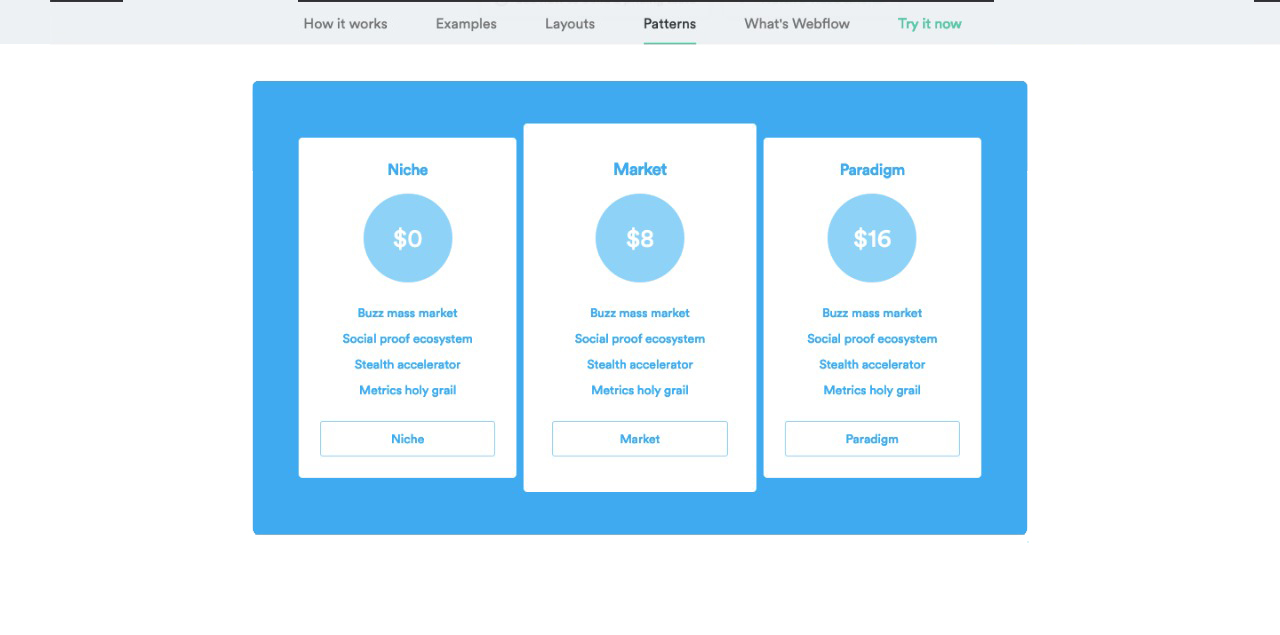 How it works Examples Layouts Patterns What's Webflow Try it now
Niche
$0
Buzz mass market
Social proof ecosystem
Stealth accelerator
Metrics holy grail
Niche
Market
$8
Buzz mass market
Social proof ecosystem
Stealth accelerator
Metrics holy grail
Market
Paradigm
$16
Buzz mass market
Social proof ecosystem
Stealth accelerator
Metrics holy grail
Paradigm